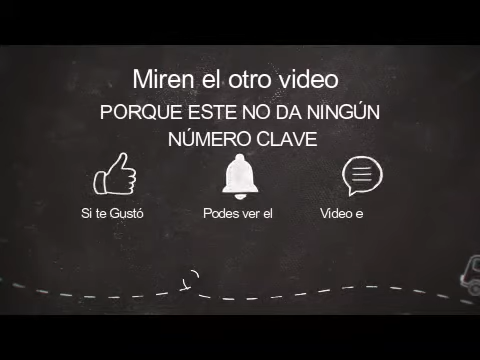 Miren el otro video
PORQUE ESTE NO DA NINGÚN
NÚMERO CLAVE
Si te Gustó
Podes ver el
Video e